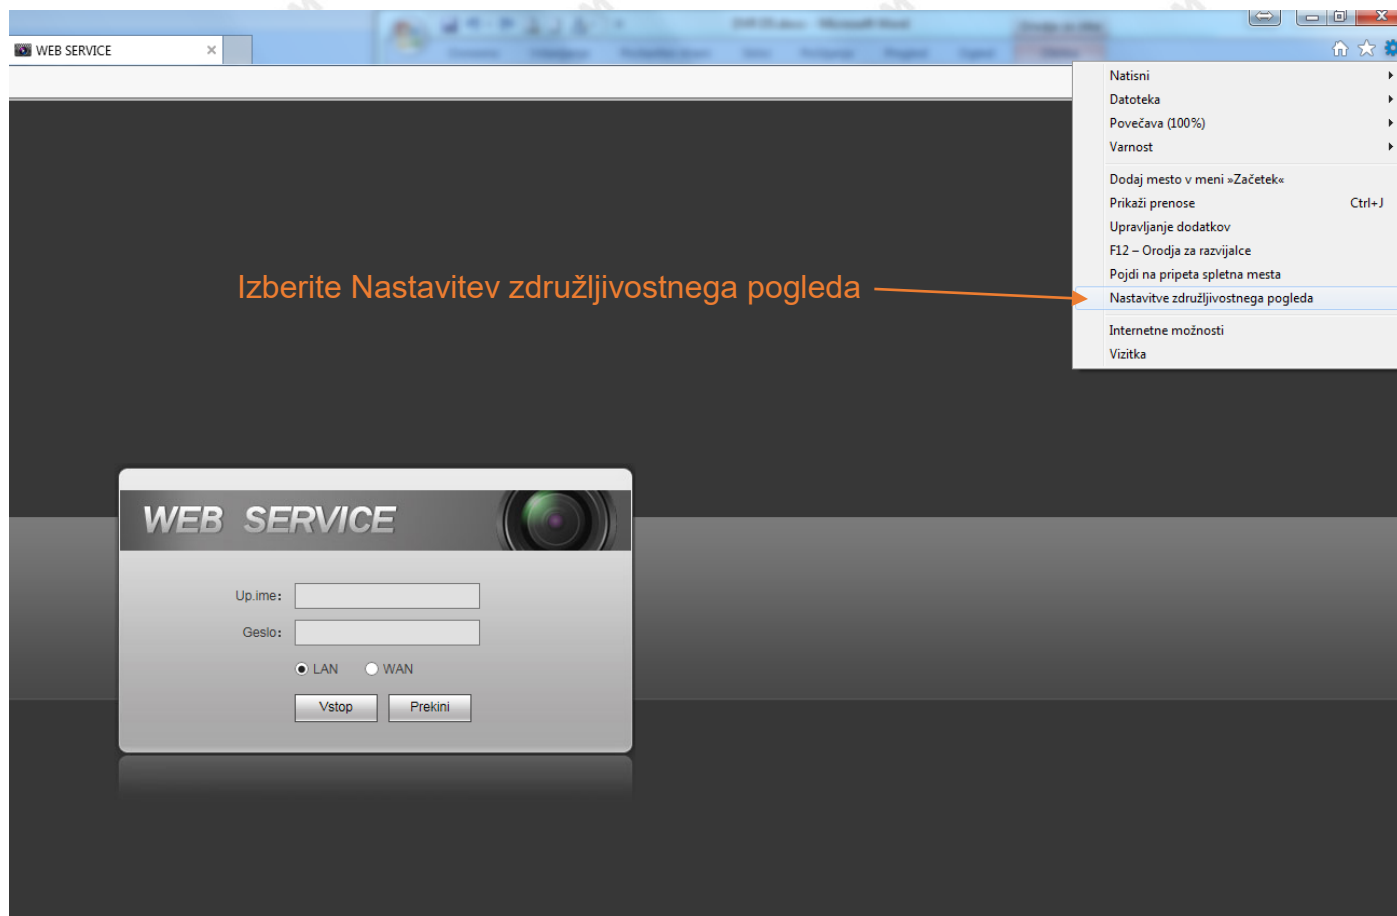 WEB SERVICE
Natisni
Datoteka
Povečava (100%)
Varnost
Dodaj mesto v meni »Začetek«
Prikaži prenose Ctrl+J
Upravljanje dodatkov
F12 – Orodja za razvijalce
Pojdi na pripeta spletna mesta
Izberite Nastavitev združljivostnega pogleda
Nastavitve združljivostnega pogleda
Internetne možnosti
Vizitka
WEB SERVICE
Up.ime:
Geslo:
LAN WAN
Vstop Prekini